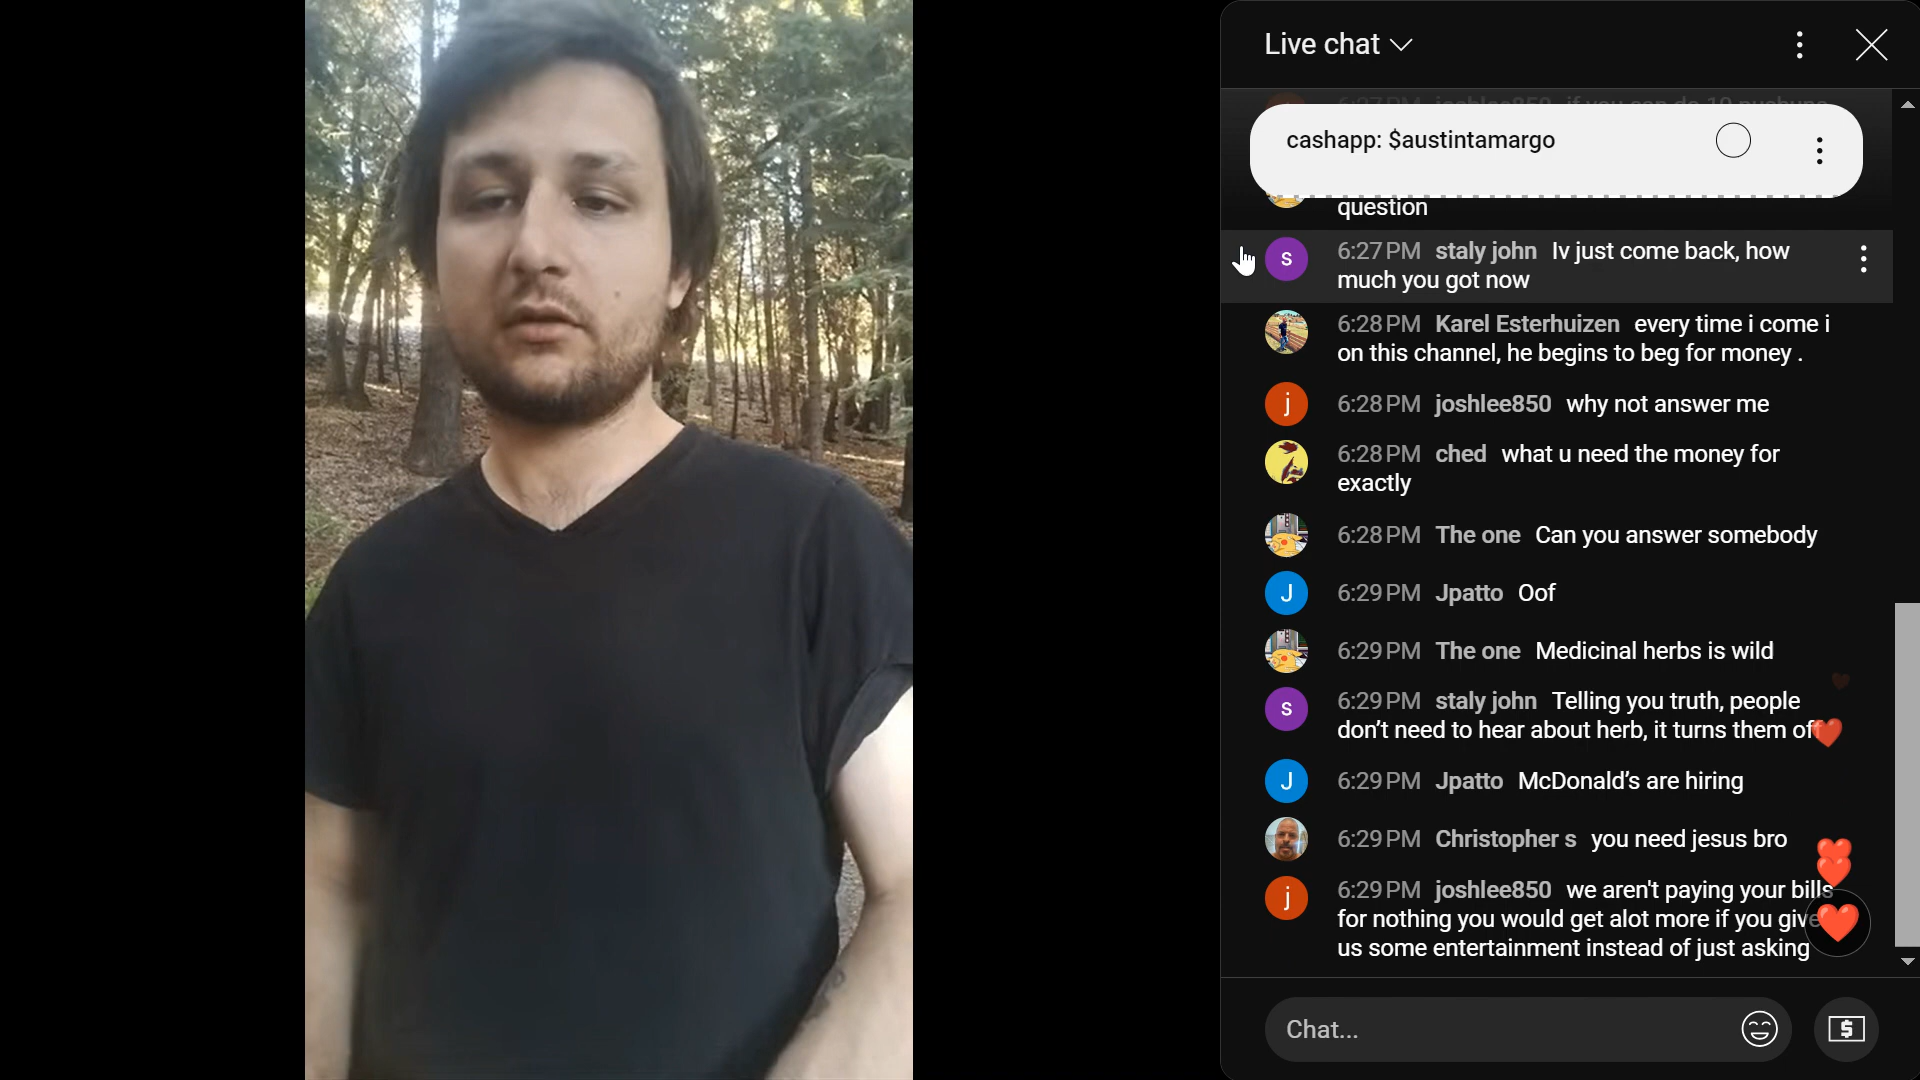 Live chat
cashapp: $austintamargo
question
6:27 PM staly john Iv just come back, how
much you got now
6:28 PM Karel Esterhuizen every time i come i
on this channel, he begins to beg for money .
6:28 PM joshlee850 why not answer me
6:28 PM ched what u need the money for
exactly
6:28 PM The one Can you answer somebody
6:29 PM Jpatto Oof
6:29 PM The one Medicinal herbs is wild
6:29 PM staly john Telling you truth, people
don't need to hear about herb, it turns them off
6:29 PM Jpatto McDonald's are hiring
6:29 PM Christopher s you need jesus bro
6:29 PM joshlee850 we aren't paying your bills
for nothing you would get alot more if you give
us some entertainment instead of just asking
Chat...